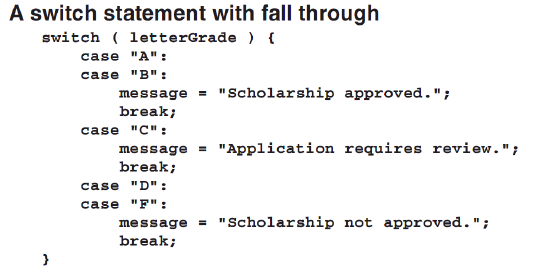 A switch statement with fall through
switch ( letterGrade ) {
    case "A":
    case "B":
        message = "Scholarship approved.";
        break;
    case "C":
        message = "Application requires review.";
        break;
    case "D":
    case "F":
        message = "Scholarship not approved.";
        break;
}